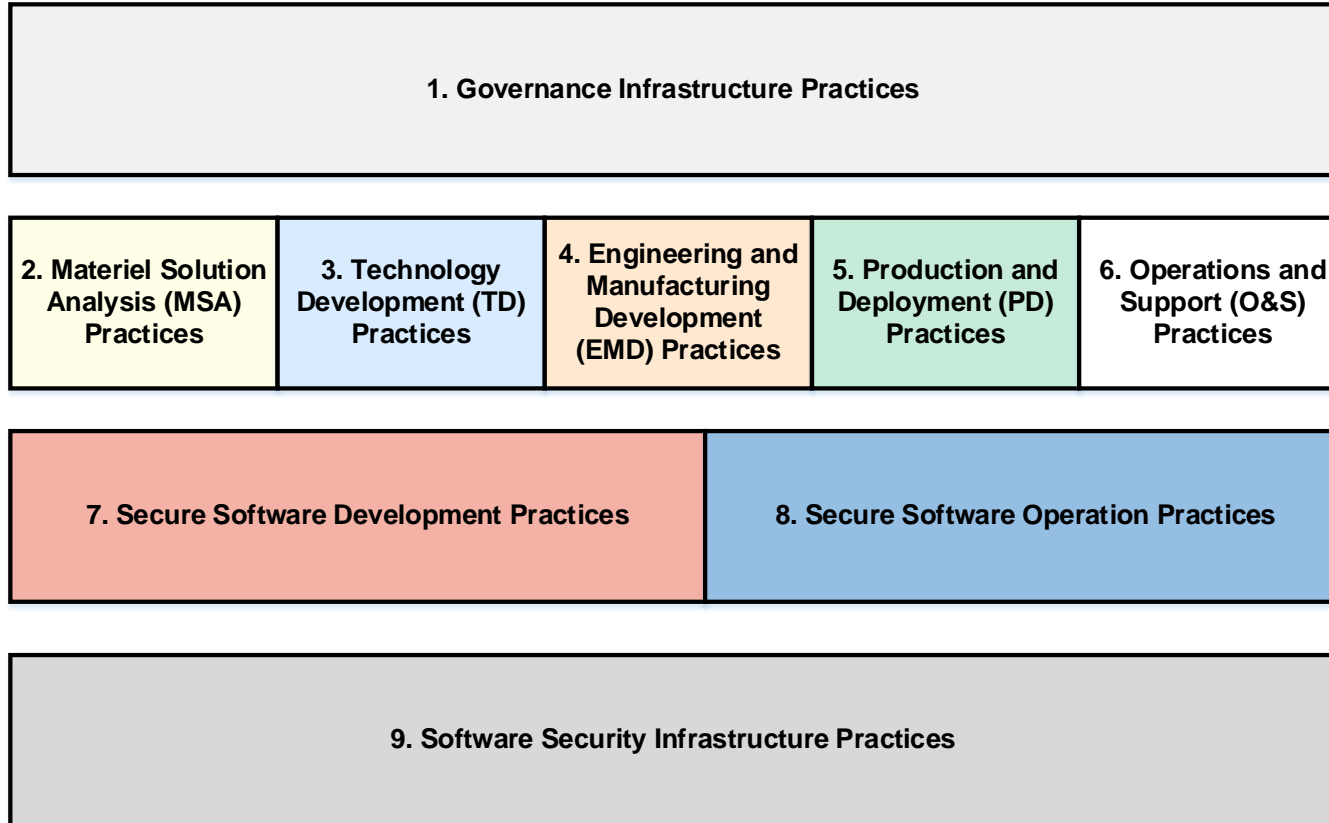 1. Governance Infrastructure Practices
2. Materiel Solution
Analysis (MSA)
Practices
3. Technology
Development (TD)
Practices
4. Engineering and
Manufacturing
Development
(EMD) Practices
5. Production and
Deployment (PD)
Practices
6. Operations and
Support (O&S)
Practices
7. Secure Software Development Practices
8. Secure Software Operation Practices
9. Software Security Infrastructure Practices